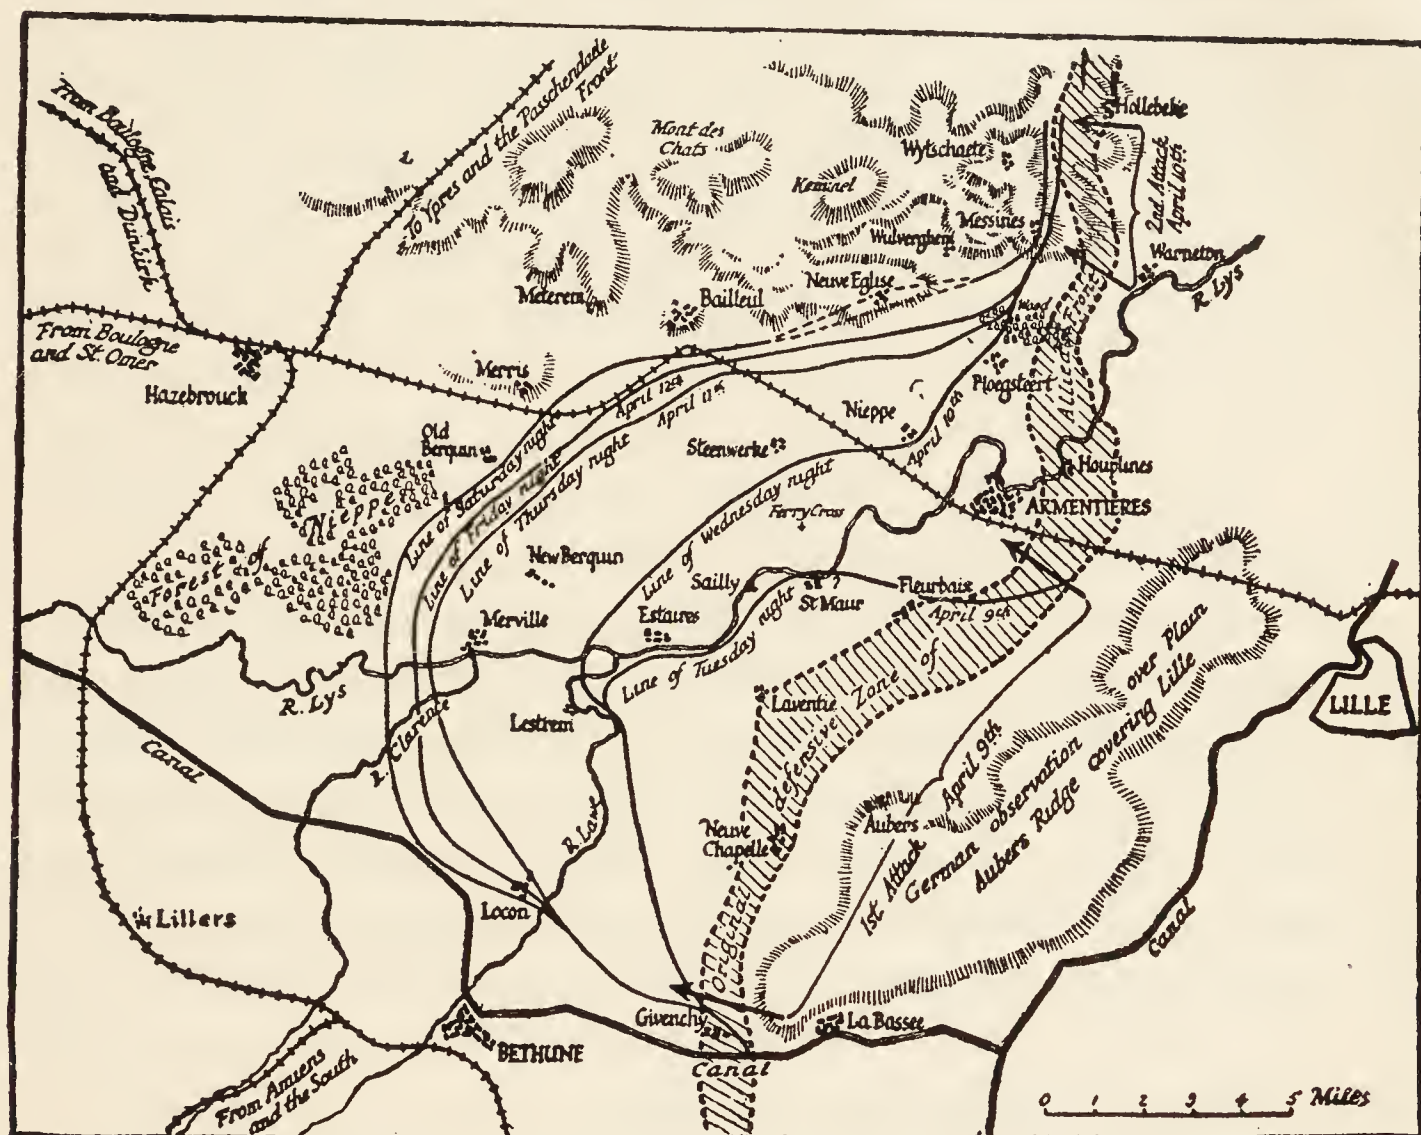 From Boulogne, Calais
and Dunkirk
To Ypres and the Passchendaele
Front
Mont des
Chats
Kemmel
Wytschaete
Hollebeke
2nd Attack
April 10th
Messines
Wulverghem
Warneton
R. Lys
Neuve Eglise
Meteren
Bailleul
Wood
From Boulogne
and St. Omer
Hazebrouck
Merris
Ploegsteert
Allied Front
April 12th
April 11th
Nieppe
April 10th
Old
Berquin
Steenwerke
Houplines
ARMENTIERES
Line of Saturday night
Line of Friday night
Line of Thursday night
Line of Wednesday night
Ferry Cross
Forest of Nieppe
New Berquin
Sailly
St Maur
Fleurbaix
April 9th
Merville
Estaires
Line of Tuesday night
R. Lys
Lestrem
Laventie
Original defensive Zone of
over Plain
LILLE
Canal
R. Clarence
R. Lawe
Neuve
Chapelle
Aubers
1st Attack April 9th
German observation
Aubers Ridge covering Lille
Lillers
Locon
Canal
Givenchy
La Bassee
BETHUNE
Canal
From Amiens
and the South
0 1 2 3 4 5 Miles